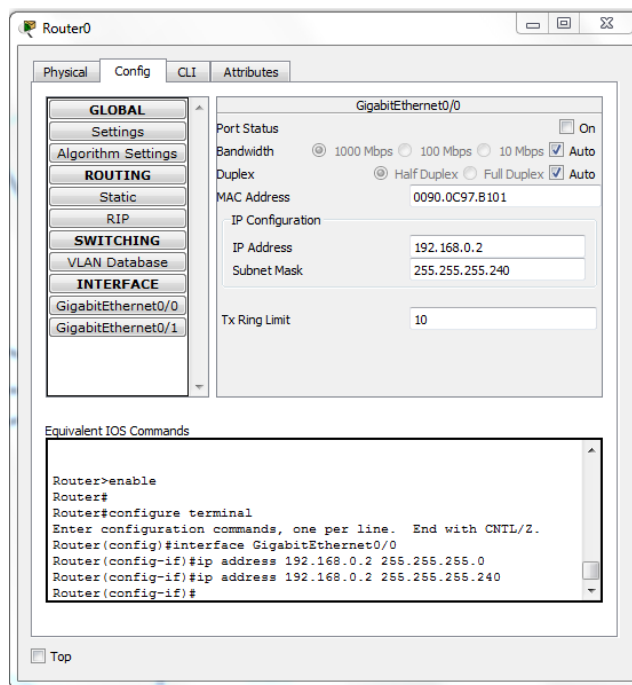 Router0
Physical Config CLI Attributes
GLOBAL
Settings
Algorithm Settings
ROUTING
Static
RIP
SWITCHING
VLAN Database
INTERFACE
GigabitEthernet0/0
GigabitEthernet0/1
GigabitEthernet0/0
Port Status On
Bandwidth 1000 Mbps 100 Mbps 10 Mbps Auto
Duplex Half Duplex Full Duplex Auto
MAC Address 0090.0C97.B101
IP Configuration
IP Address 192.168.0.2
Subnet Mask 255.255.255.240
Tx Ring Limit 10
Equivalent IOS Commands
Router>enable
Router#
Router#configure terminal
Enter configuration commands, one per line. End with CNTL/Z.
Router(config)#interface GigabitEthernet0/0
Router(config-if)#ip address 192.168.0.2 255.255.255.0
Router(config-if)#ip address 192.168.0.2 255.255.255.240
Router(config-if)#
Top